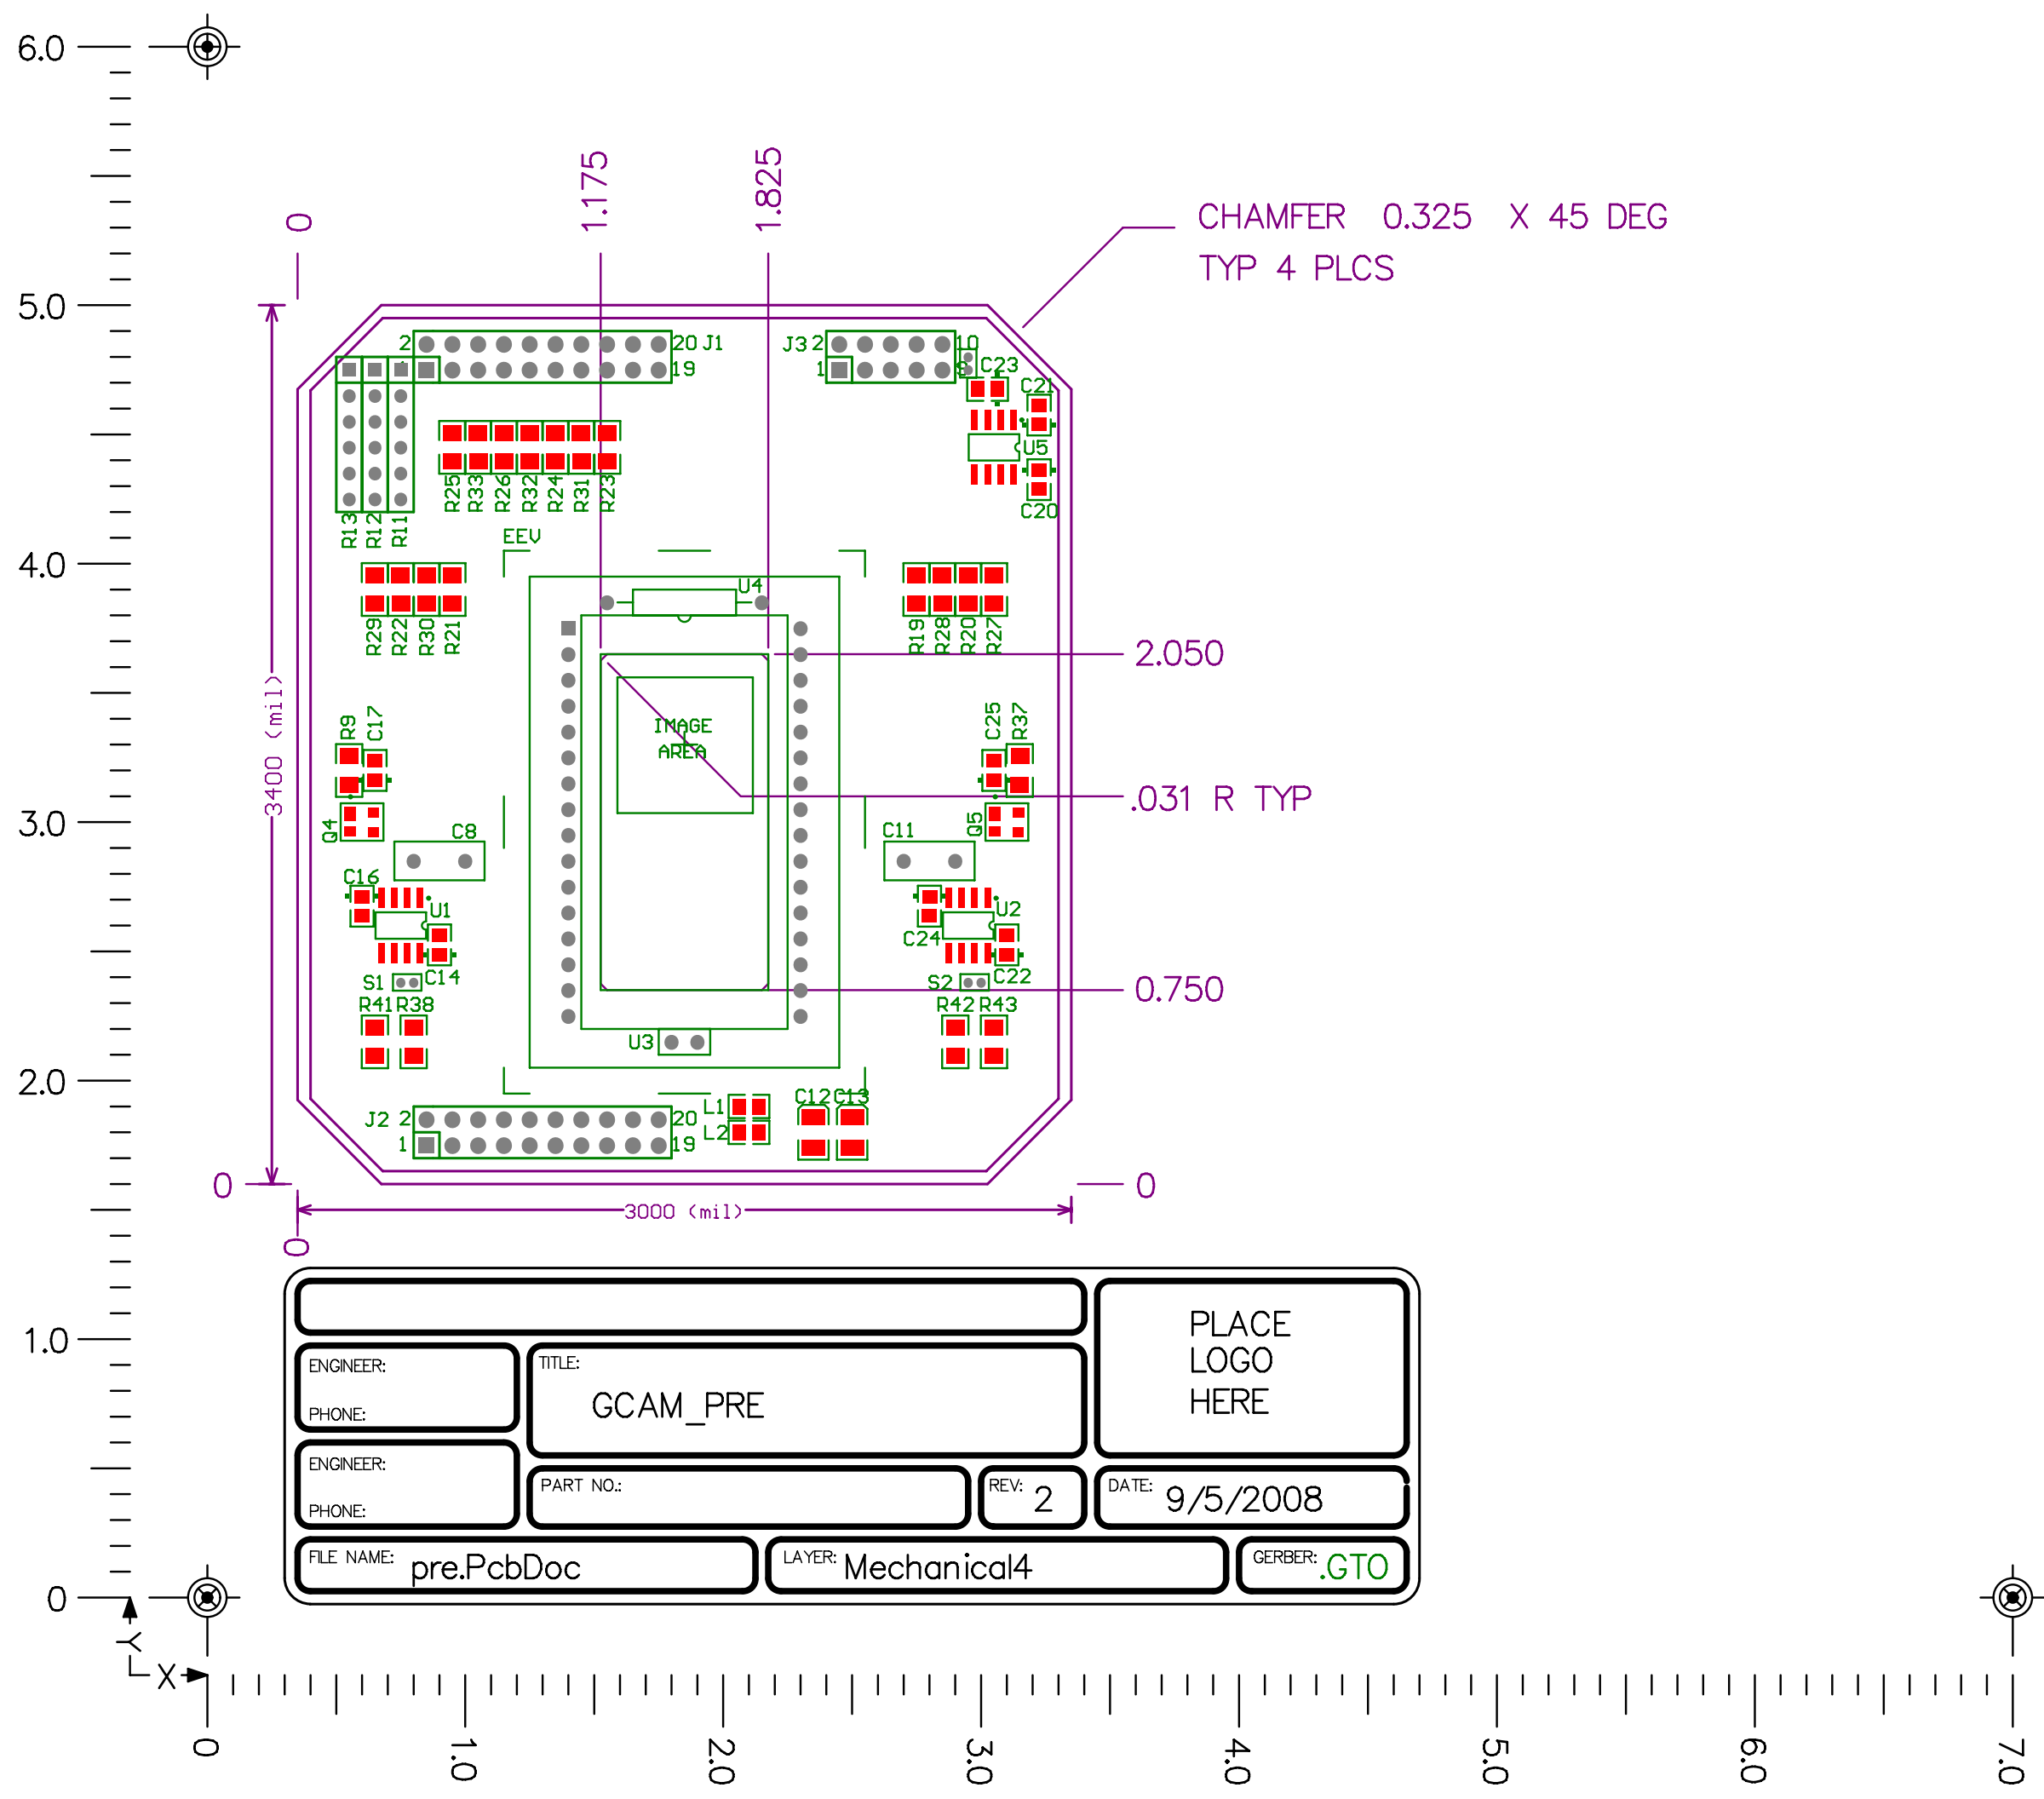 6.0
5.0
4.0
3.0
2.0
1.0
0
0
1.175
1.825
CHAMFER 0.325 X 45 DEG
TYP 4 PLCS
2 20 J1
1 19
J3 2 10
1 S
C23
C21
U5
C20
R25 R33 R26 R32 R24 R31 R23
R13 R12 R11
EEV
U4
R29 R22 R30 R21
R19 R28 R20 R27
2.050
IMAGE
AREA
R9 C17
C25 R37
3400 (mil)
.031 R TYP
Q4
C8
C11
Q5
C16
U1
C14
U2
C24
C22
S1
S2
0.750
R41 R38
R42 R43
U3
J2 2 20
1 19
L1
L2
C12 C13
0
0
3000 (mil)
0
PLACE
LOGO
HERE
ENGINEER:
PHONE:
TITLE:
GCAM_PRE
ENGINEER:
PHONE:
PART NO.:
REV: 2
DATE: 9/5/2008
FILE NAME: pre.PcbDoc
LAYER: Mechanical4
GERBER: .GTO
Y
X
0 1.0 2.0 3.0 4.0 5.0 6.0 7.0